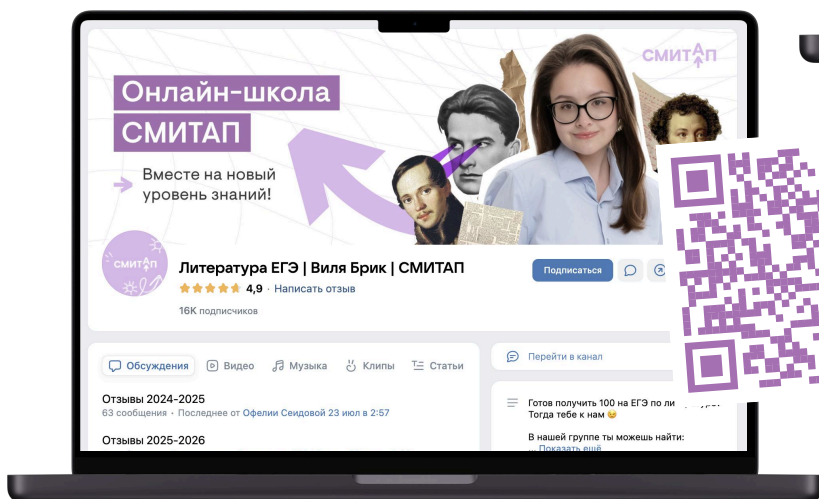 СМИТАП
Онлайн-школа
СМИТАП
Вместе на новый
уровень знаний!
СМИТАП
Литература ЕГЭ | Виля Брик | СМИТАП
4,9 · Написать отзыв
16K подписчиков
Подписаться
Обсуждения Видео Музыка Клипы Статьи
Отзывы 2024-2025
63 сообщения · Последнее от Офелии Сеидовой 23 июл в 2:57
Отзывы 2025-2026
Перейти в канал
Готов получить 100 на ЕГЭ по
Тогда тебе к нам 😉
В нашей группе ты можешь найти:
... Показать ещё